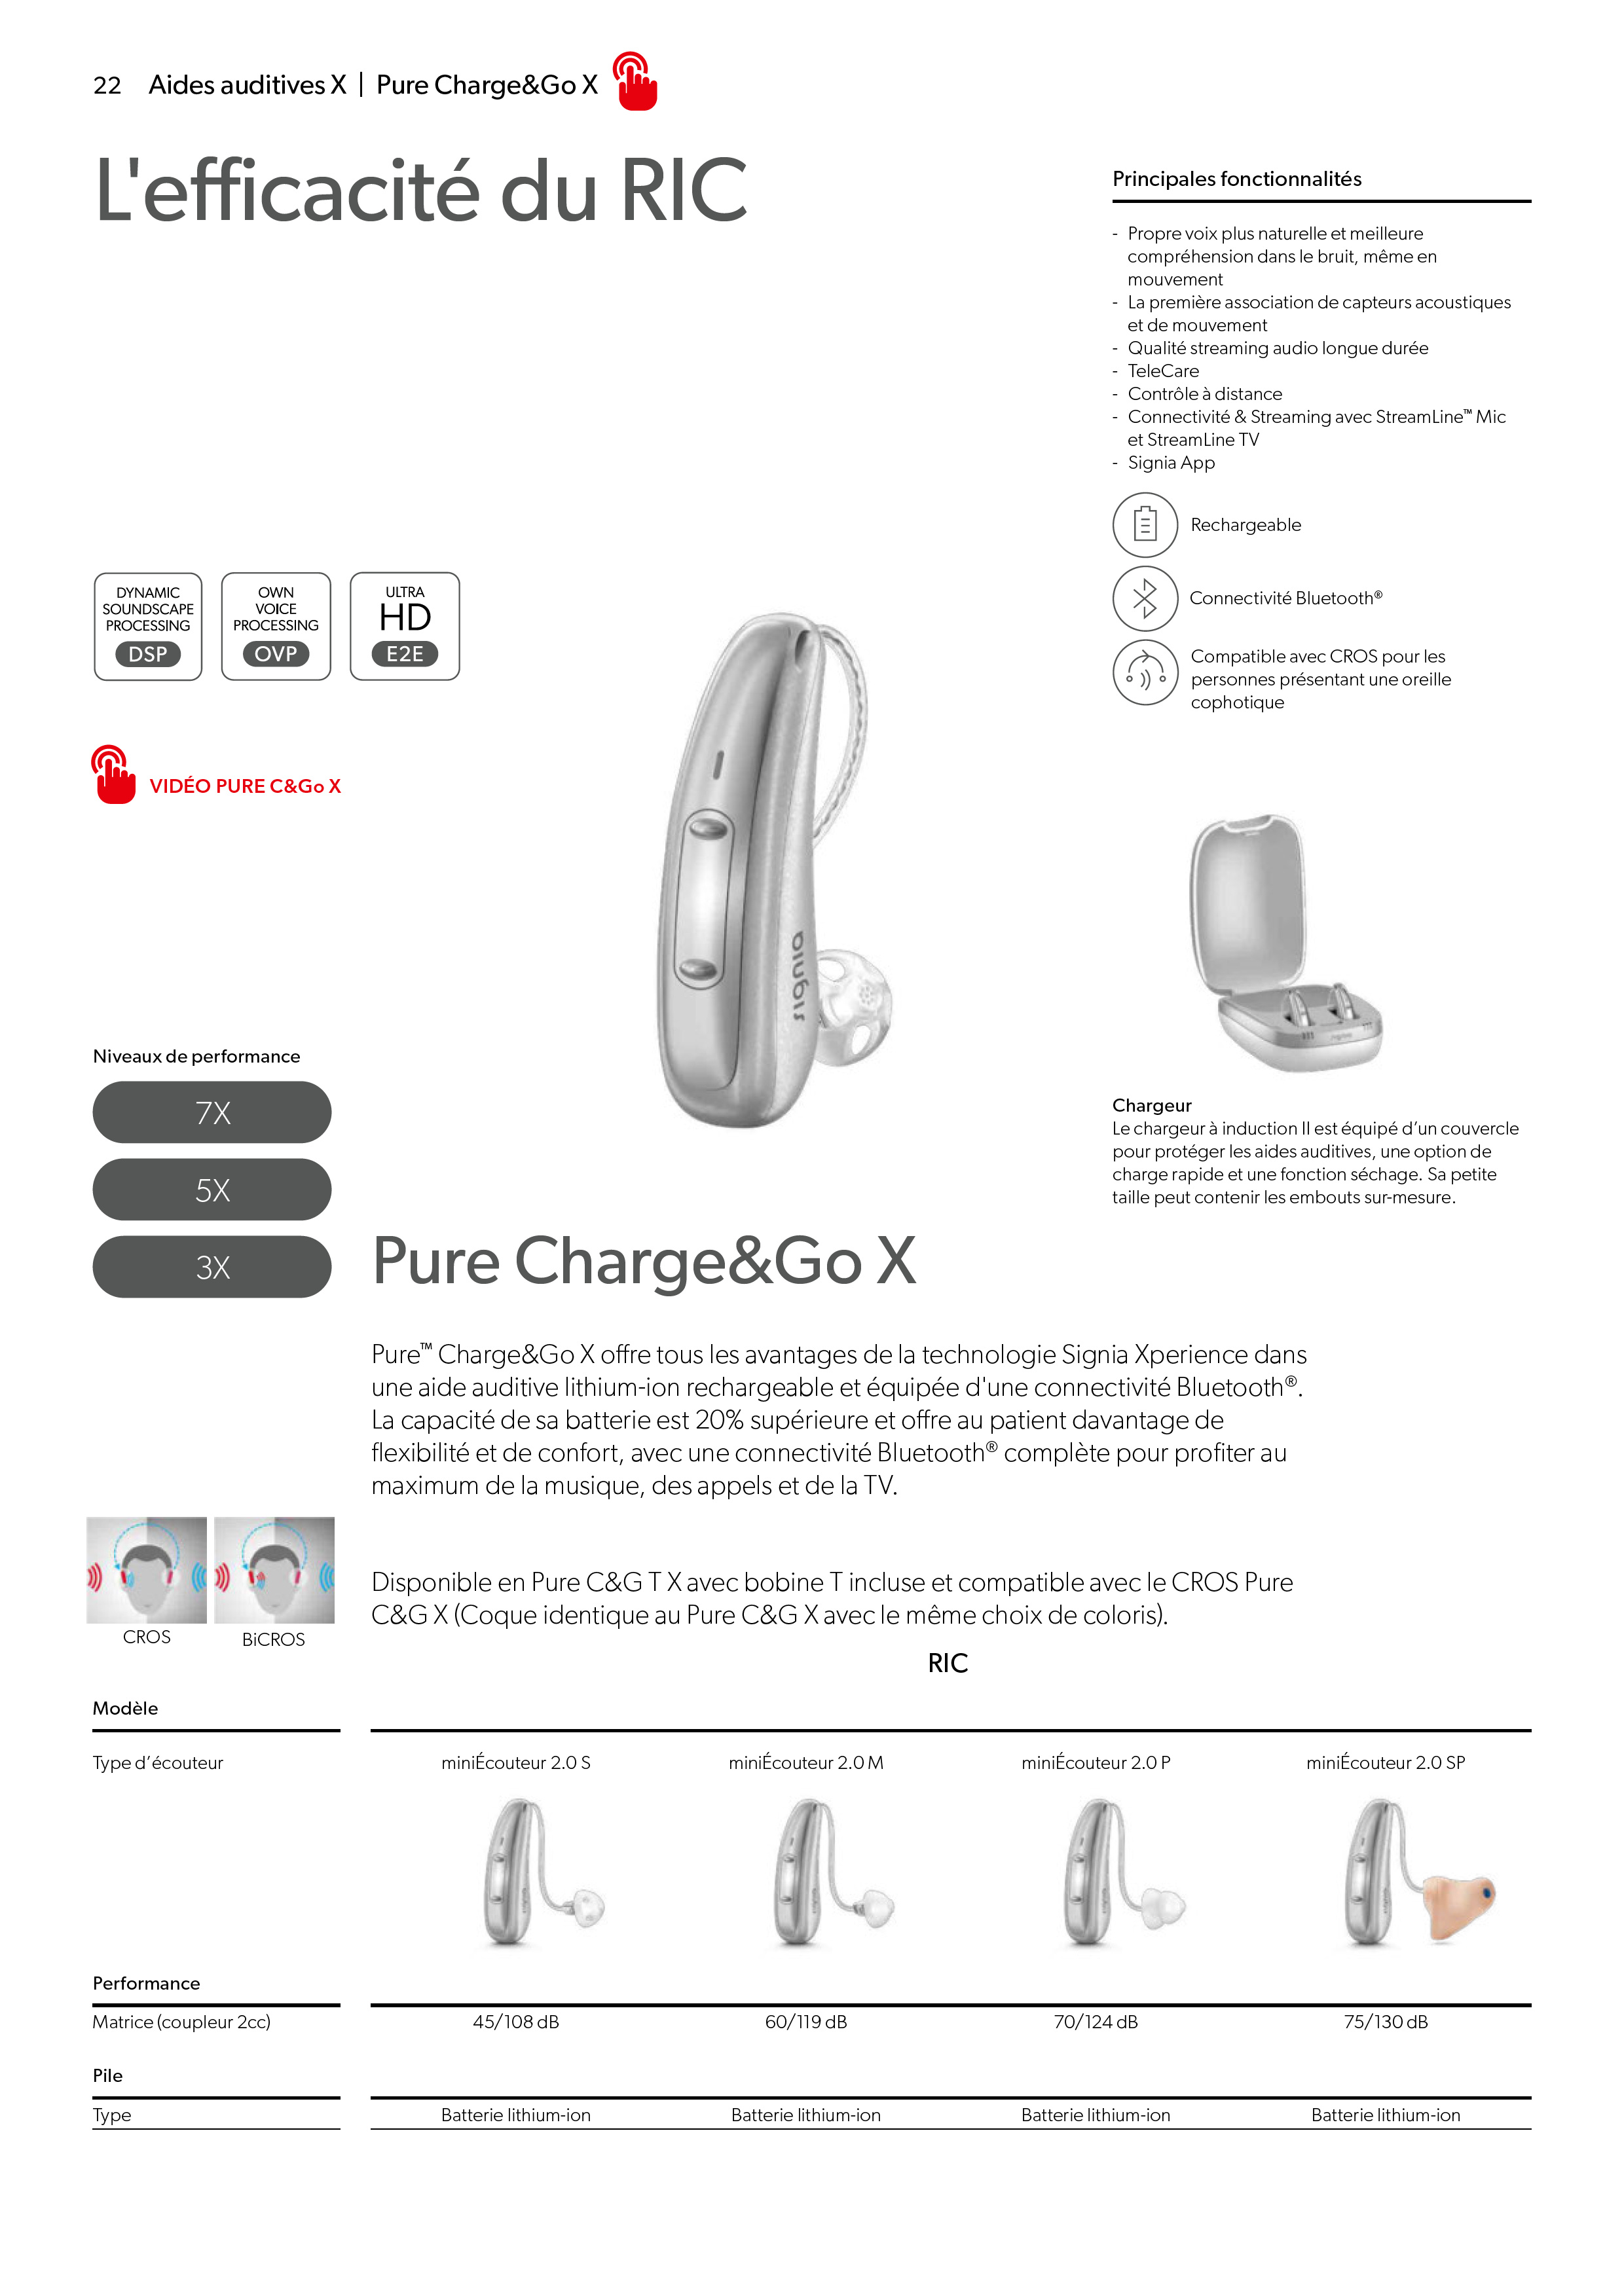 22 Aides auditives X | Pure Charge&Go X
L'efficacité du RIC
Principales fonctionnalités
- Propre voix plus naturelle et meilleure
compréhension dans le bruit, même en
mouvement
- La première association de capteurs acoustiques
et de mouvement
- Qualité streaming audio longue durée
- TeleCare
- Contrôle à distance
- Connectivité & Streaming avec StreamLine™ Mic
et StreamLine TV
- Signia App
Rechargeable
Connectivité Bluetooth®
Compatible avec CROS pour les
personnes présentant une oreille
cophotique
DYNAMIC
SOUNDSCAPE
PROCESSING
DSP
OWN
VOICE
PROCESSING
OVP
ULTRA
HD
E2E
VIDÉO PURE C&Go X
signia
Chargeur
Le chargeur à induction II est équipé d’un couvercle
pour protéger les aides auditives, une option de
charge rapide et une fonction séchage. Sa petite
taille peut contenir les embouts sur-mesure.
Niveaux de performance
7X
5X
3X
Pure Charge&Go X
Pure™ Charge&Go X offre tous les avantages de la technologie Signia Xperience dans
une aide auditive lithium-ion rechargeable et équipée d'une connectivité Bluetooth®.
La capacité de sa batterie est 20% supérieure et offre au patient davantage de
flexibilité et de confort, avec une connectivité Bluetooth® complète pour profiter au
maximum de la musique, des appels et de la TV.
CROS
BiCROS
Disponible en Pure C&G T X avec bobine T incluse et compatible avec le CROS Pure
C&G X (Coque identique au Pure C&G X avec le même choix de coloris).
RIC
Modèle
Type d’écouteur miniÉcouteur 2.0 S miniÉcouteur 2.0 M miniÉcouteur 2.0 P miniÉcouteur 2.0 SP
Performance
Matrice (coupleur 2cc) 45/108 dB 60/119 dB 70/124 dB 75/130 dB
Pile
Type Batterie lithium-ion Batterie lithium-ion Batterie lithium-ion Batterie lithium-ion